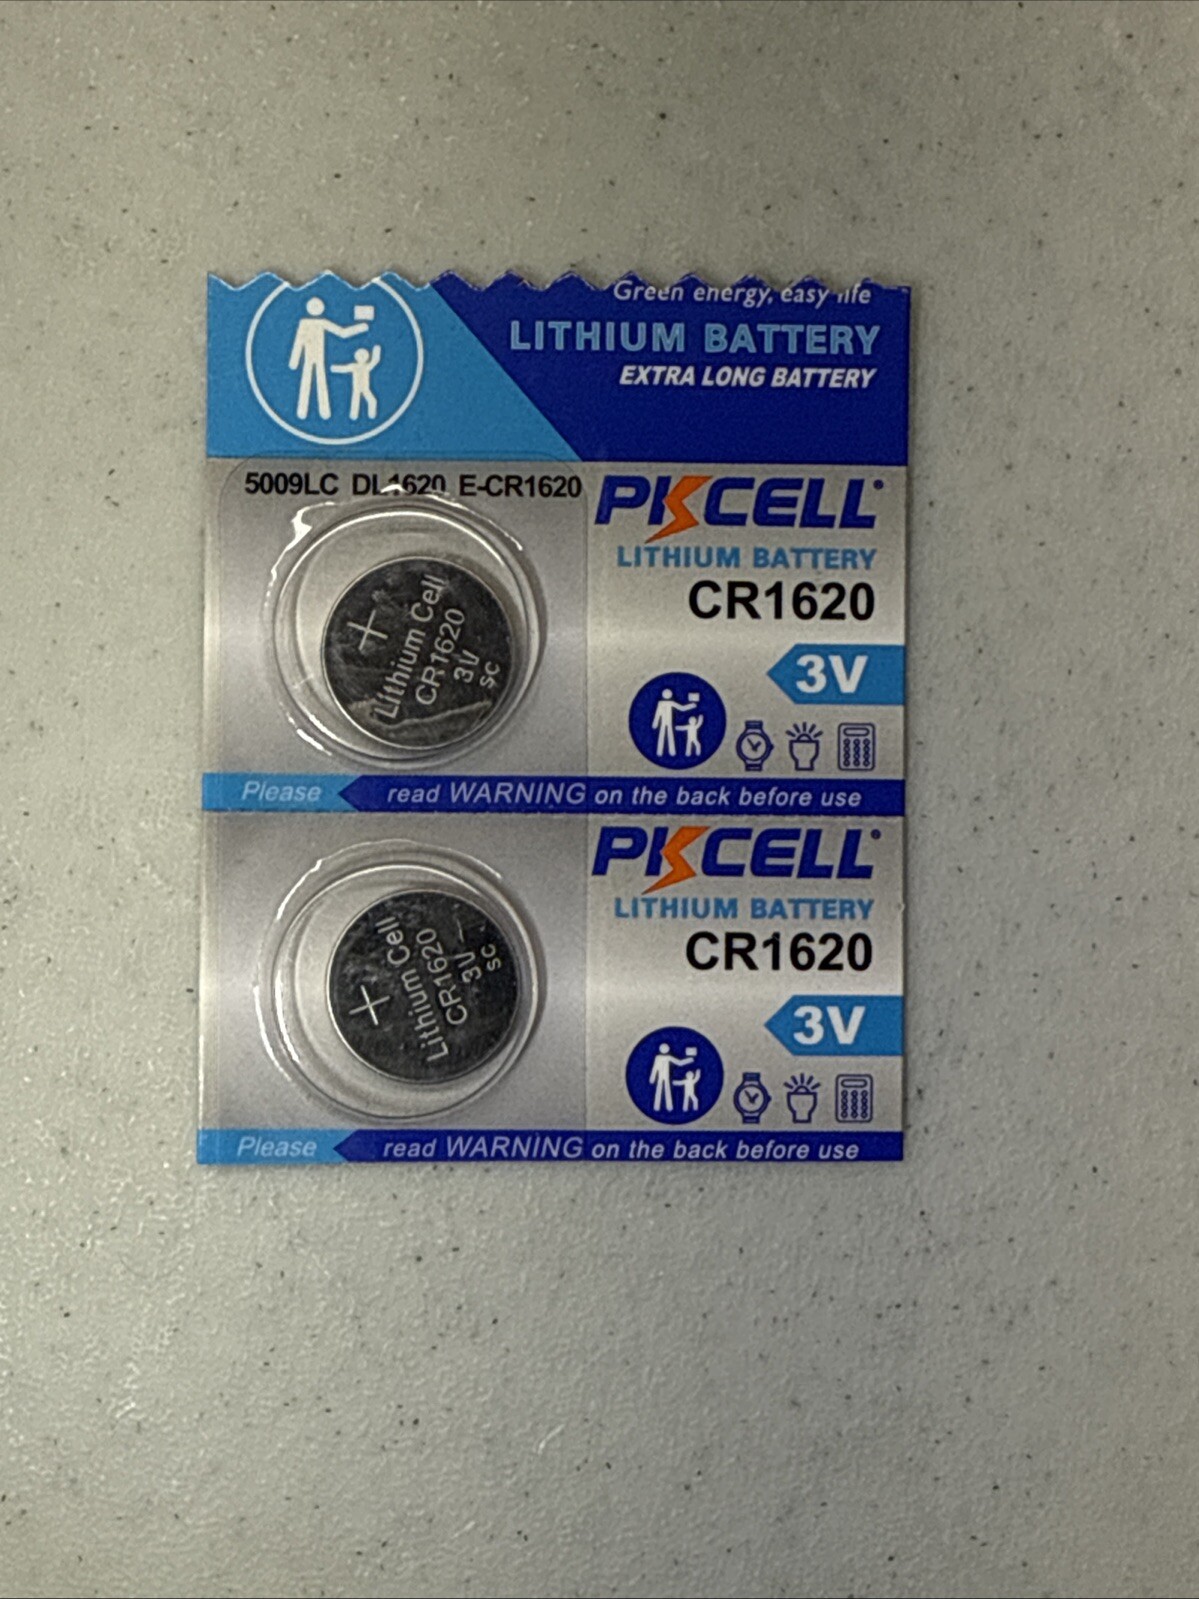 Green energy, easy life
LITHIUM BATTERY
EXTRA LONG BATTERY
5009LC DL1620 E-CR1620
PKCELL
LITHIUM BATTERY
CR1620
3V
+
Lithium Cell
CR1620
3V
SC
Please read WARNING on the back before use
PKCELL
LITHIUM BATTERY
CR1620
3V
+
Lithium Cell
CR1620
3V
SC
Please read WARNING on the back before use